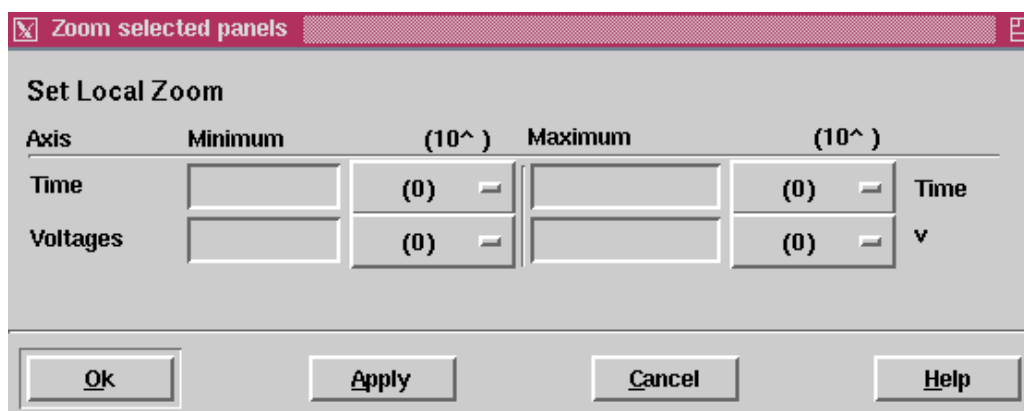 Zoom selected panels
Set Local Zoom
Axis Minimum (10^ ) Maximum (10^ )
Time (0) (0) Time
Voltages (0) (0) v
Ok Apply Cancel Help